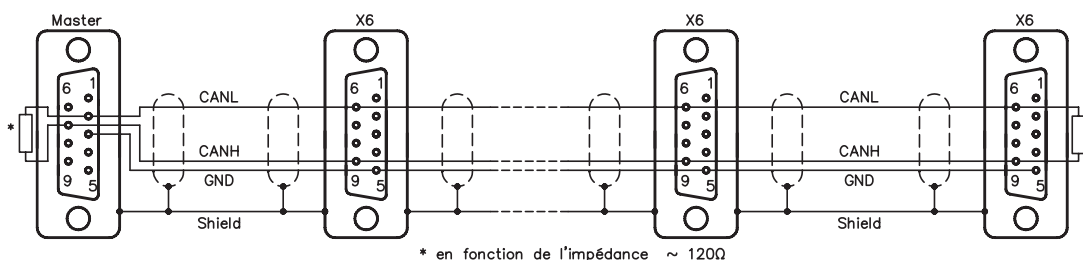 Master X6 X6 X6
6 1 6 1 6 1 6 1
CANL CANL
*
CANH CANH
9 5 GND 9 5 9 5 GND 9 5
Shield Shield
* en fonction de l'impédance ~ 120Ω